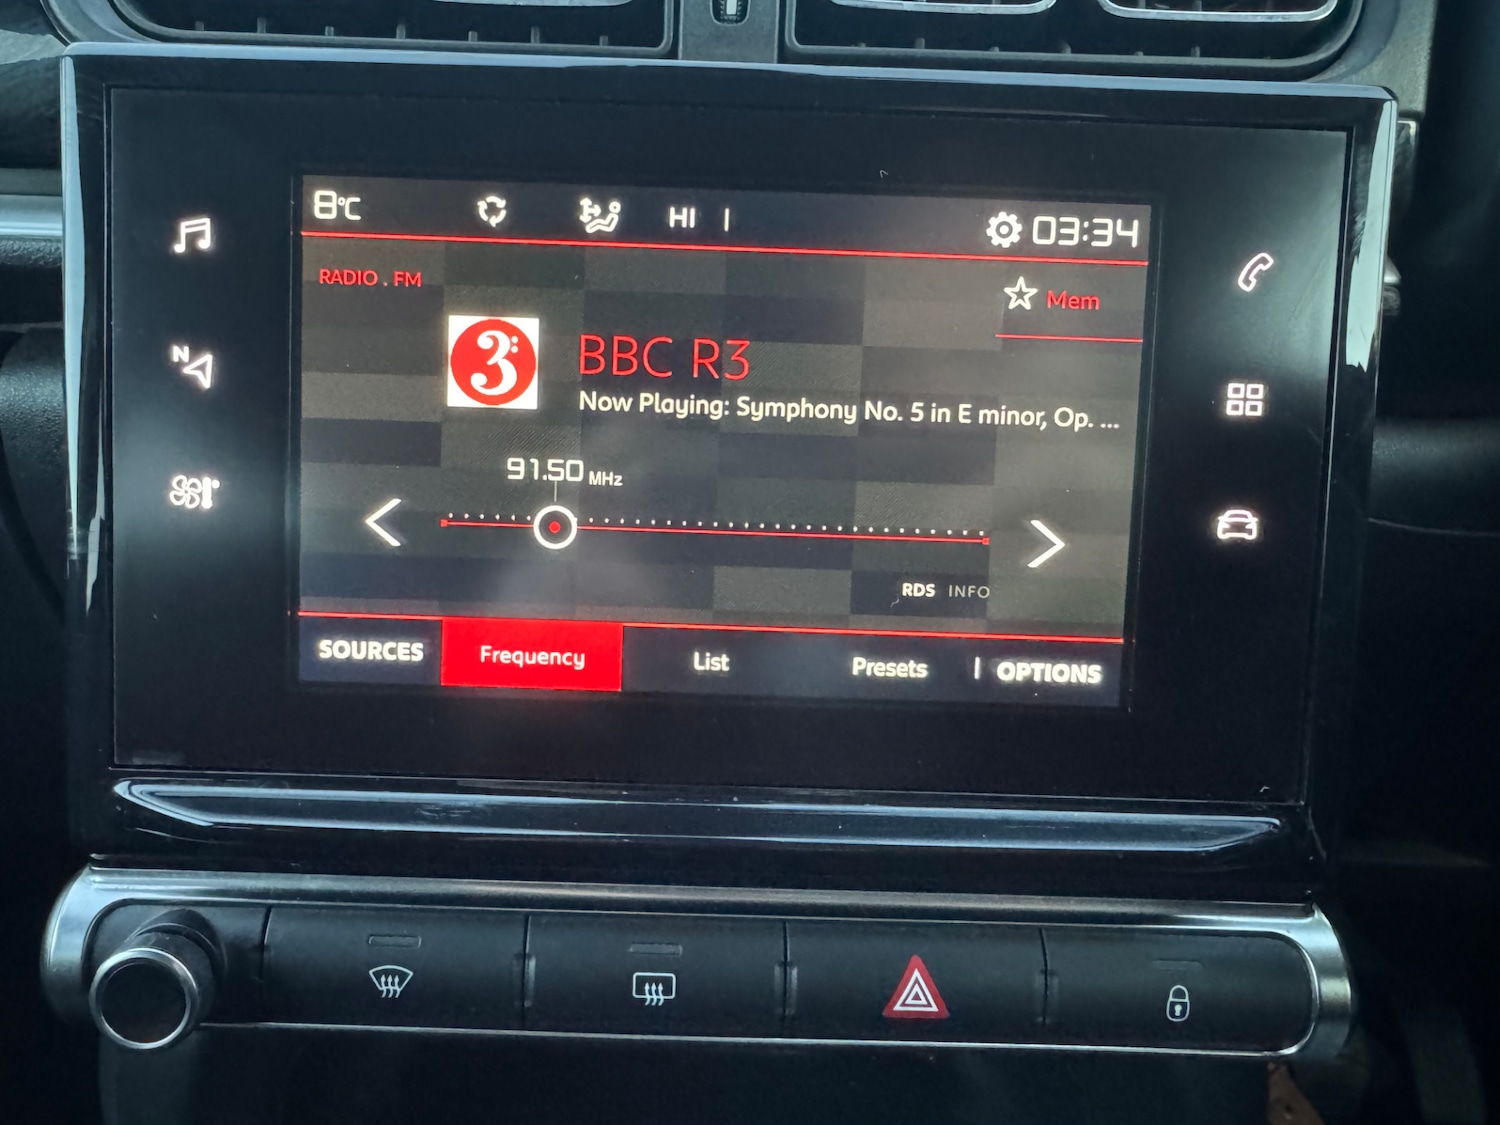 8°C HI 03:34
RADIO . FM
Mem
3
BBC R3
Now Playing: Symphony No. 5 in E minor, Op. ...
91.50 MHz
N
RDS INFO
SOURCES Frequency List Presets OPTIONS